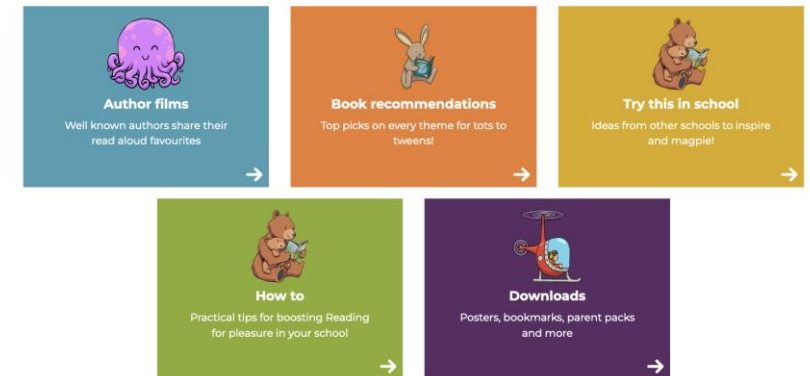 Author films
Well known authors share their
read aloud favourites
Book recommendations
Top picks on every theme for tots to
tweens!
Try this in school
Ideas from other schools to inspire
and magpie!
How to
Practical tips for boosting Reading
for pleasure in your school
Downloads
Posters, bookmarks, parent packs
and more